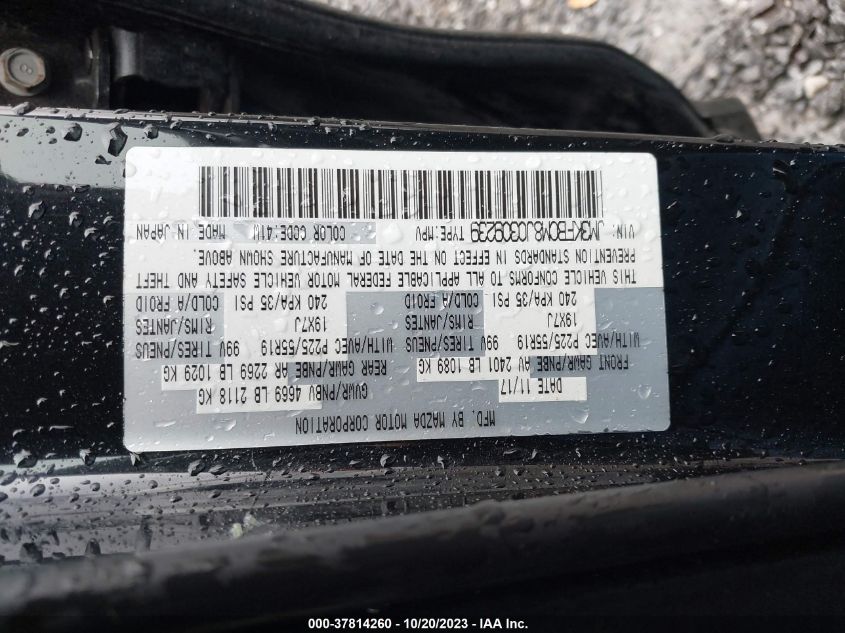 MFD. BY MAZDA MOTOR CORPORATION
DATE 11/17 GVWR/PNBV 4669 LB 2118 KG
FRONT GAWR/PNBE AV 2401 LB 1089 KG REAR GAWR/PNBE AR 2268 LB 1029 KG
WITH/AVEC P225/55R19 99V TIRES/PNEUS WITH/AVEC P225/55R19 99V TIRES/PNEUS
19X7J RIMS/JANTES 19X7J RIMS/JANTES
240 KPA/35 PSI COLD/A FROID 240 KPA/35 PSI COLD/A FROID
THIS VEHICLE CONFORMS TO ALL APPLICABLE FEDERAL MOTOR VEHICLE SAFETY AND THEFT
PREVENTION STANDARDS IN EFFECT ON THE DATE OF MANUFACTURE SHOWN ABOVE.
VIN: JM3KFBCM8J0309239 TYPE: MPV COLOR CODE:41W MADE IN JAPAN
000-37814260 - 10/20/2023 - IAA Inc.